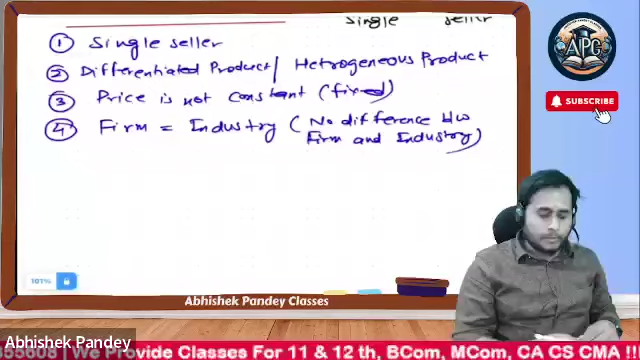 single seller
① Single seller
② Differentiated Product/ Hetrogeneous Product
③ Price is not constant (fixed)
④ Firm = Industry (No difference b/w
Firm and Industry)
APG
SUBSCRIBE
107%
Abhishek Pandey Classes
Abhishek Pandey
55608 | We Provide Classes For 11 & 12 th, BCom, MCom, CA CS CMA !!